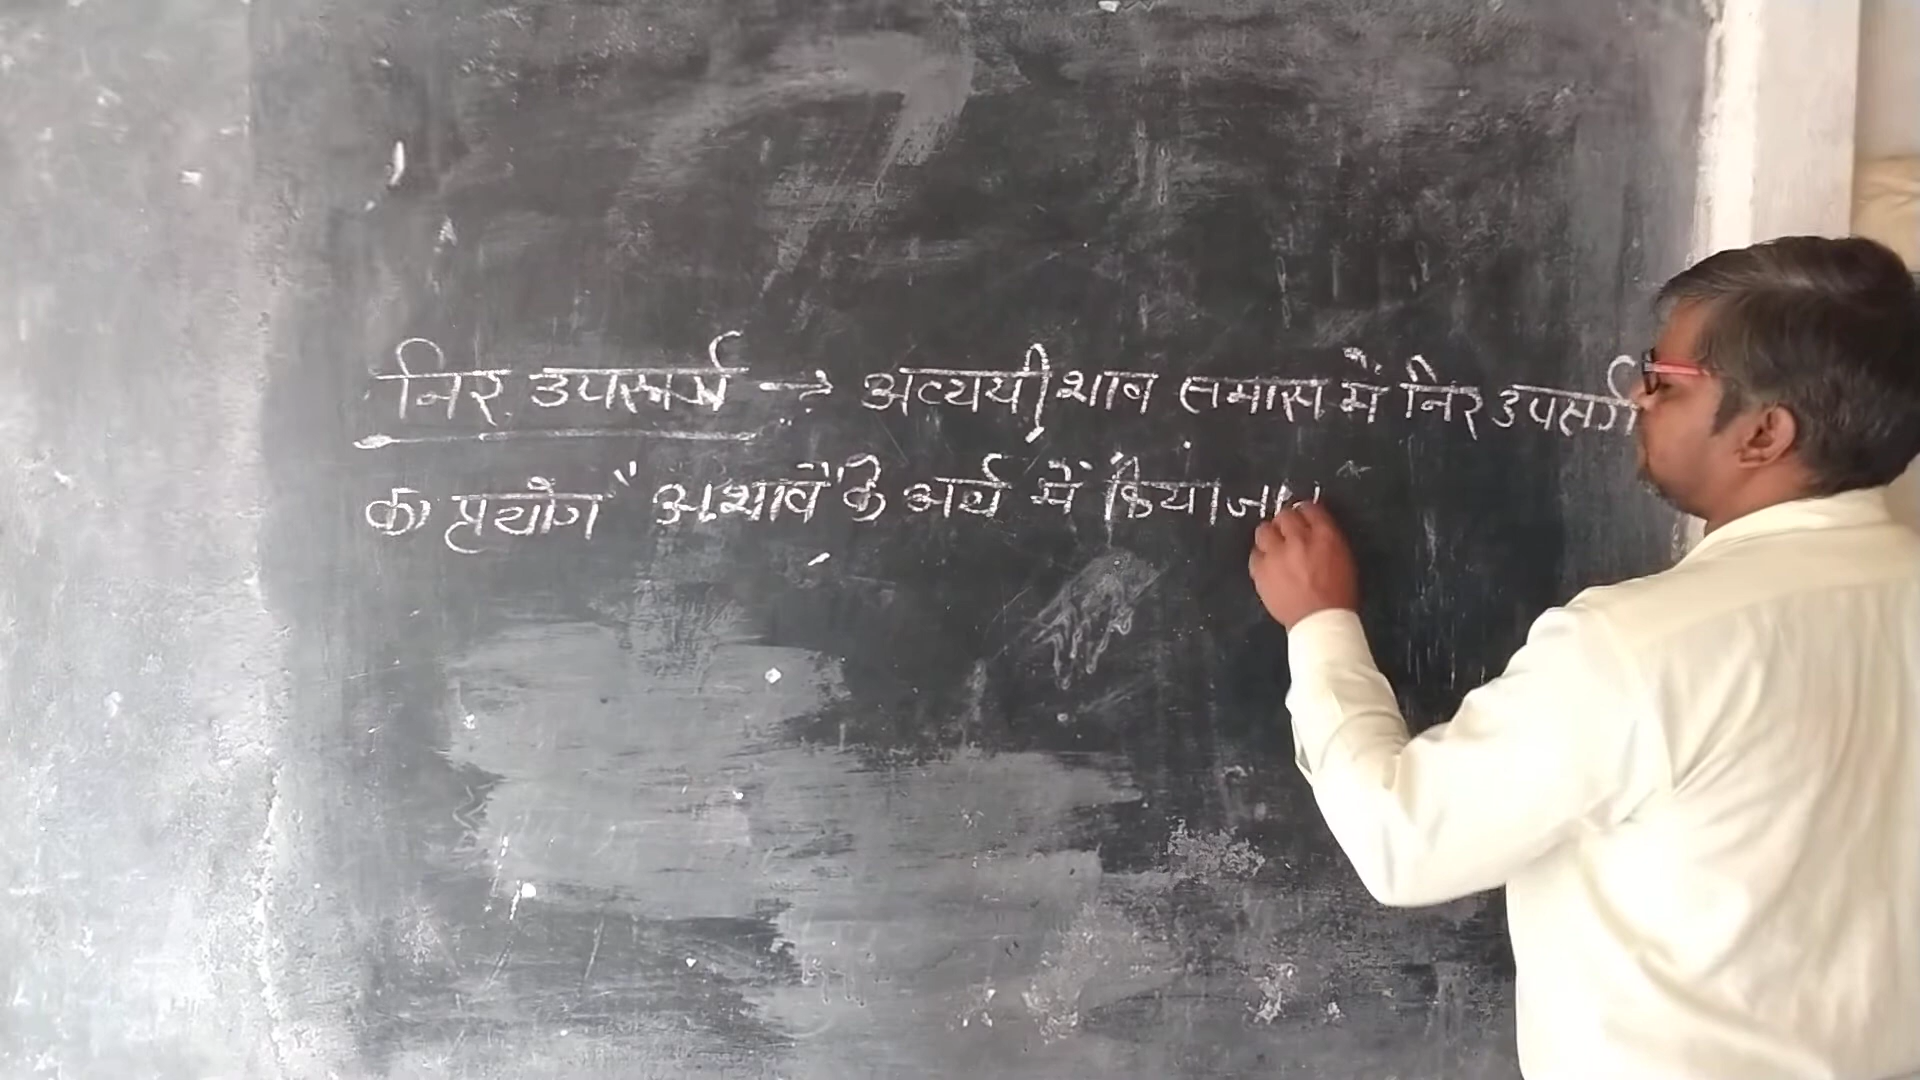 निर उपसर्ग → अव्ययीभाव समास में निर उपसर्ग
का प्रयोग "अभाव" के अर्थ में किया जात